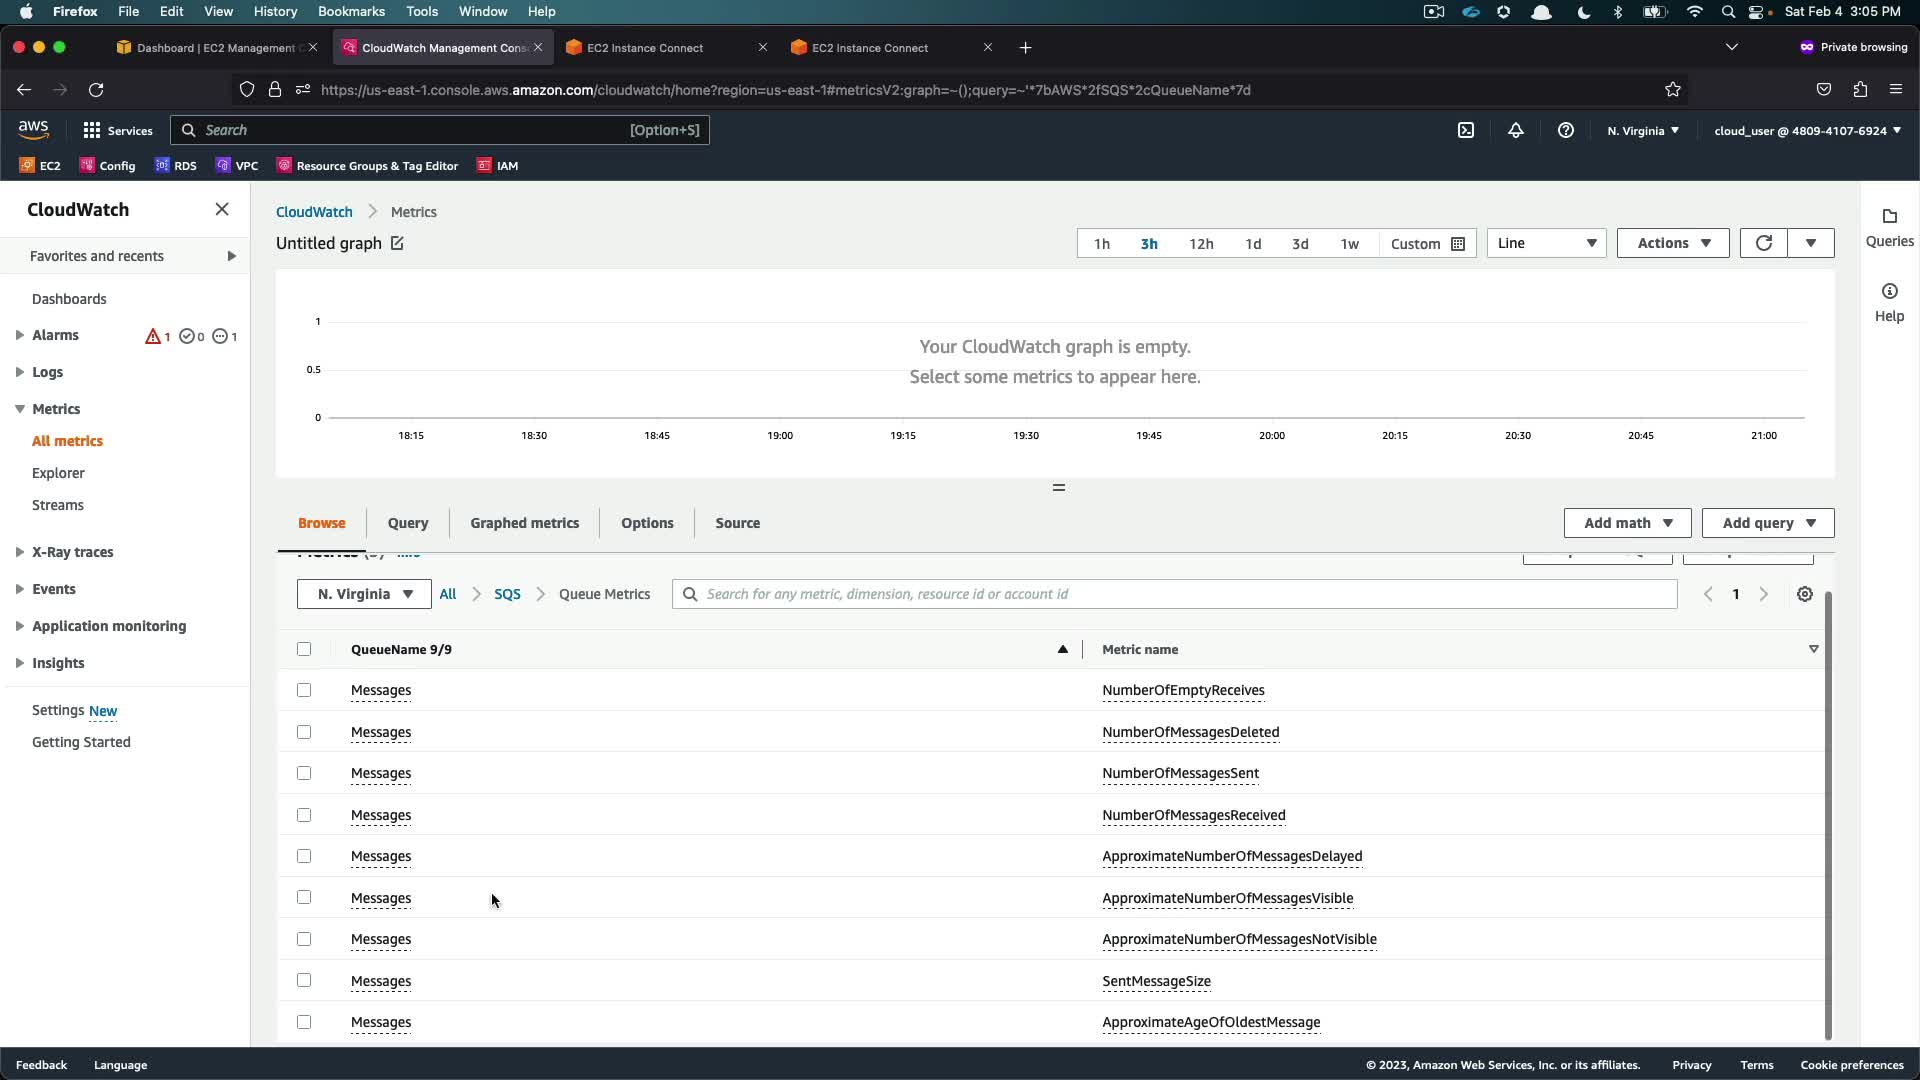 Firefox File Edit View History Bookmarks Tools Window Help
Sat Feb 4 3:05 PM
Dashboard | EC2 Management C
CloudWatch Management Cons
EC2 Instance Connect
EC2 Instance Connect
Private browsing
https://us-east-1.console.aws.amazon.com/cloudwatch/home?region=us-east-1#metricsV2:graph=~();query=~'*7bAWS*2fSQS*2cQueueName*7d
aws Services Search [Option+S] N. Virginia cloud_user @ 4809-4107-6924
EC2 Config RDS VPC Resource Groups & Tag Editor IAM
CloudWatch
Favorites and recents
Dashboards
Alarms 1 0 1
Logs
Metrics
All metrics
Explorer
Streams
X-Ray traces
Events
Application monitoring
Insights
Settings New
Getting Started
CloudWatch Metrics
Untitled graph
1h 3h 12h 1d 3d 1w Custom Line Actions
Queries
Help
1
0.5
0
Your CloudWatch graph is empty.
Select some metrics to appear here.
18:15 18:30 18:45 19:00 19:15 19:30 19:45 20:00 20:15 20:30 20:45 21:00
Browse Query Graphed metrics Options Source Add math Add query
N. Virginia All SQS Queue Metrics Search for any metric, dimension, resource id or account id 1
QueueName 9/9 Metric name
Messages NumberOfEmptyReceives
Messages NumberOfMessagesDeleted
Messages NumberOfMessagesSent
Messages NumberOfMessagesReceived
Messages ApproximateNumberOfMessagesDelayed
Messages ApproximateNumberOfMessagesVisible
Messages ApproximateNumberOfMessagesNotVisible
Messages SentMessageSize
Messages ApproximateAgeOfOldestMessage
Feedback Language © 2023, Amazon Web Services, Inc. or its affiliates. Privacy Terms Cookie preferences